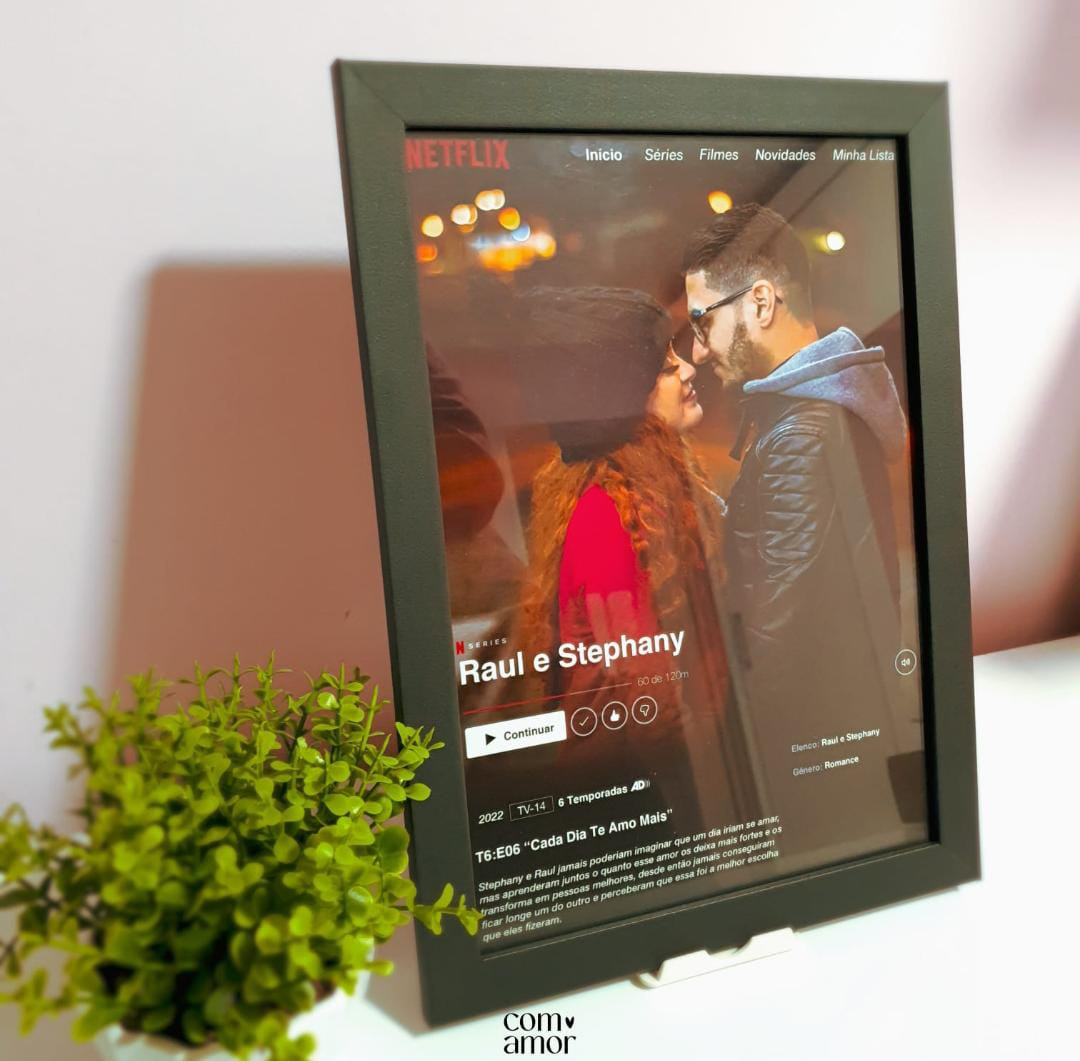 NETFLIX Início Séries Filmes Novidades Minha Lista
N SERIES
Raul e Stephany
60 de 120m
Continuar
Elenco: Raul e Stephany
Gênero: Romance
2022 TV-14 6 Temporadas AD
T6:E06 “Cada Dia Te Amo Mais”
Stephany e Raul jamais poderiam imaginar que um dia iriam se amar,
mas aprenderam juntos o quanto esse amor os deixa mais fortes e os
transforma em pessoas melhores, desde então jamais conseguiram
ficar longe um do outro e perceberam que essa foi a melhor escolha
que eles fizeram.
com
amor